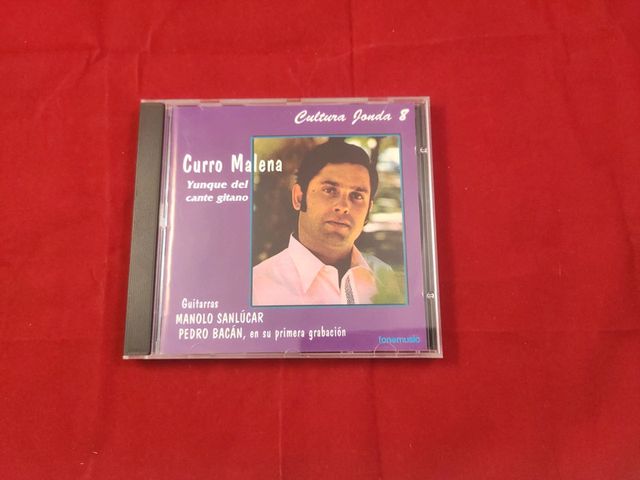 Cultura Jonda 8
Curro Malena
Yunque del
cante gitano
Guitarras
MANOLO SANLÚCAR
PEDRO BACÁN, en su primera grabación
fonomusic